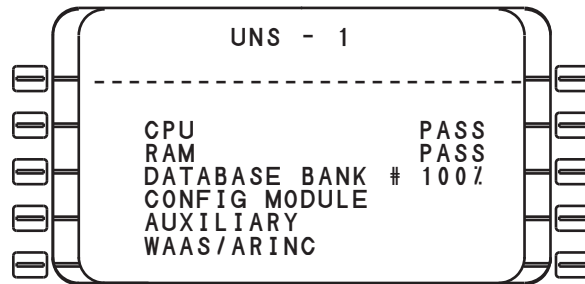 UNS - 1
CPU PASS
RAM PASS
DATABASE BANK # 100%
CONFIG MODULE
AUXILIARY
WAAS/ARINC